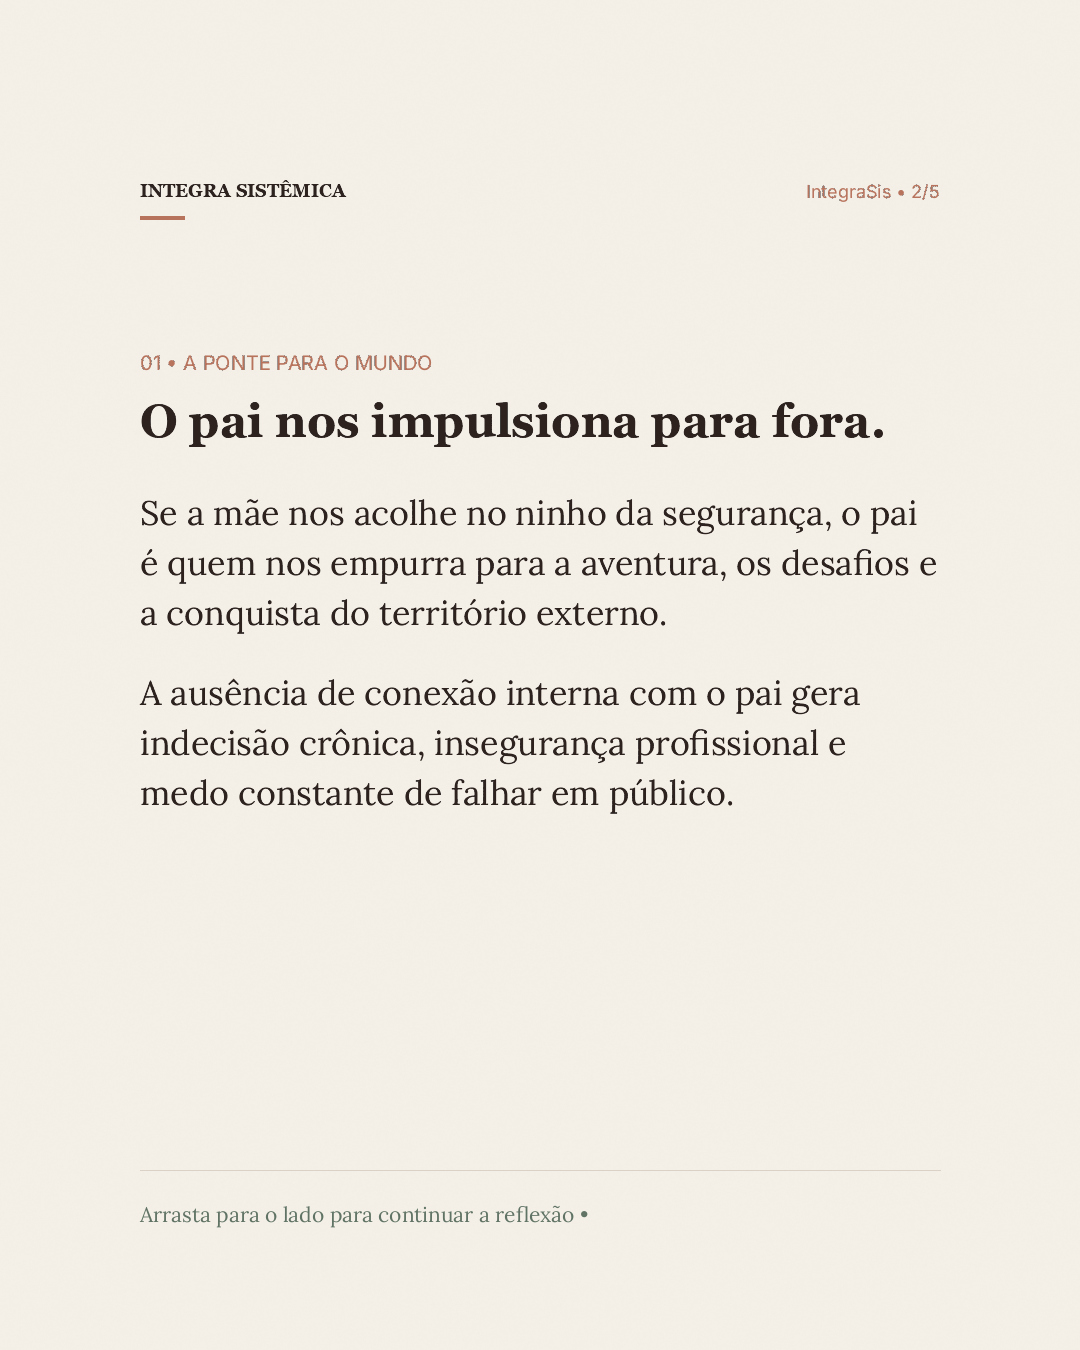 INTEGRA SISTÊMICA
IntegraSis • 2/5
01 • A PONTE PARA O MUNDO
O pai nos impulsiona para fora.
Se a mãe nos acolhe no ninho da segurança, o pai
é quem nos empurra para a aventura, os desafios e
a conquista do território externo.
A ausência de conexão interna com o pai gera
indecisão crônica, insegurança profissional e
medo constante de falhar em público.
Arrasta para o lado para continuar a reflexão •